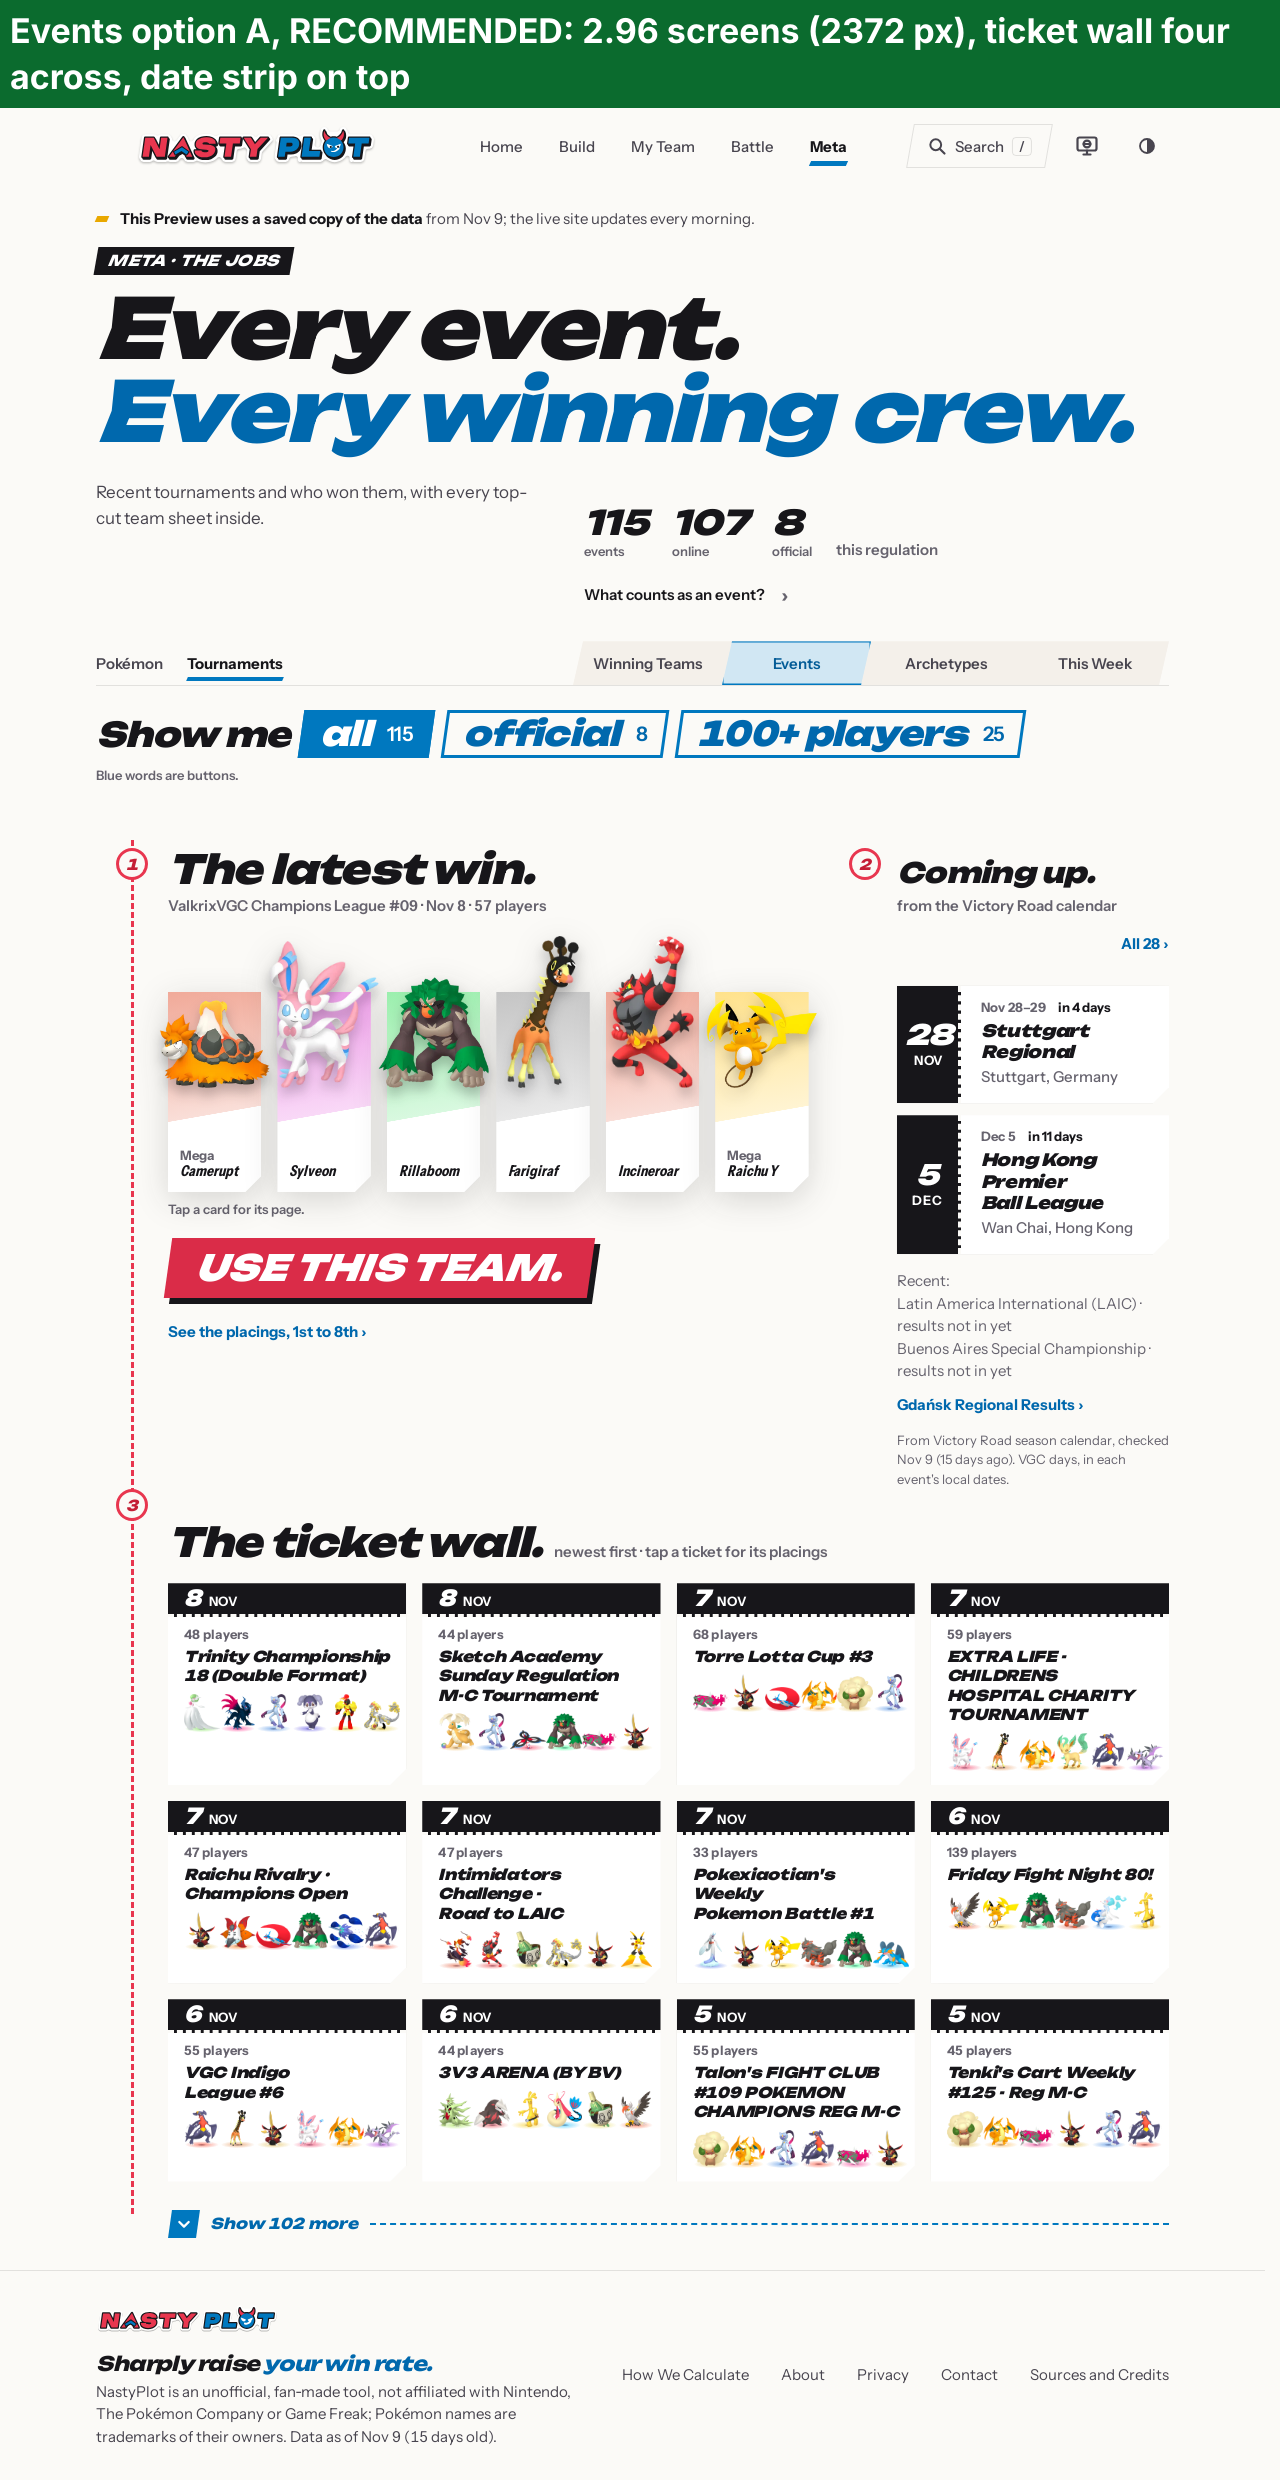 Events option A, RECOMMENDED: 2.96 screens (2372 px), ticket wall four
across, date strip on top
NASTY PLOT
Home
Build
My Team
Battle
Meta
Search /
This Preview uses a saved copy of the data from Nov 9; the live site updates every morning.
META · THE JOBS
Every event.
Every winning crew.
Recent tournaments and who won them, with every top-
cut team sheet inside.
115 107 8
events online official this regulation
What counts as an event? ›
Pokémon
Tournaments
Winning Teams
Events
Archetypes
This Week
Show me all 115 official 8 100+ players 25
Blue words are buttons.
1
The latest win.
ValkrixVGC Champions League #09 · Nov 8 · 57 players
Mega
Camerupt
Sylveon
Rillaboom
Farigiraf
Incineroar
Mega
Raichu Y
Tap a card for its page.
USE THIS TEAM.
See the placings, 1st to 8th ›
2
Coming up.
from the Victory Road calendar
All 28 ›
28
NOV
Nov 28–29 in 4 days
Stuttgart
Regional
Stuttgart, Germany
5
DEC
Dec 5 in 11 days
Hong Kong
Premier
Ball League
Wan Chai, Hong Kong
Recent:
Latin America International (LAIC) ·
results not in yet
Buenos Aires Special Championship ·
results not in yet
Gdańsk Regional Results ›
From Victory Road season calendar, checked
Nov 9 (15 days ago). VGC days, in each
event's local dates.
3
The ticket wall. newest first · tap a ticket for its placings
8 NOV
48 players
Trinity Championship
18 (Double Format)
8 NOV
44 players
Sketch Academy
Sunday Regulation
M-C Tournament
7 NOV
68 players
Torre Lotta Cup #3
7 NOV
59 players
EXTRA LIFE -
CHILDRENS
HOSPITAL CHARITY
TOURNAMENT
7 NOV
47 players
Raichu Rivalry ·
Champions Open
7 NOV
47 players
Intimidators
Challenge -
Road to LAIC
7 NOV
33 players
Pokexiaotian's
Weekly
Pokemon Battle #1
6 NOV
139 players
Friday Fight Night 80!
6 NOV
55 players
VGC Indigo
League #6
6 NOV
44 players
3V3 ARENA (BY BV)
5 NOV
55 players
Talon's FIGHT CLUB
#109 POKEMON
CHAMPIONS REG M-C
5 NOV
45 players
Tenki's Cart Weekly
#125 - Reg M-C
Show 102 more
NASTY PLOT
Sharply raise your win rate.
NastyPlot is an unofficial, fan-made tool, not affiliated with Nintendo,
The Pokémon Company or Game Freak; Pokémon names are
trademarks of their owners. Data as of Nov 9 (15 days old).
How We Calculate
About
Privacy
Contact
Sources and Credits